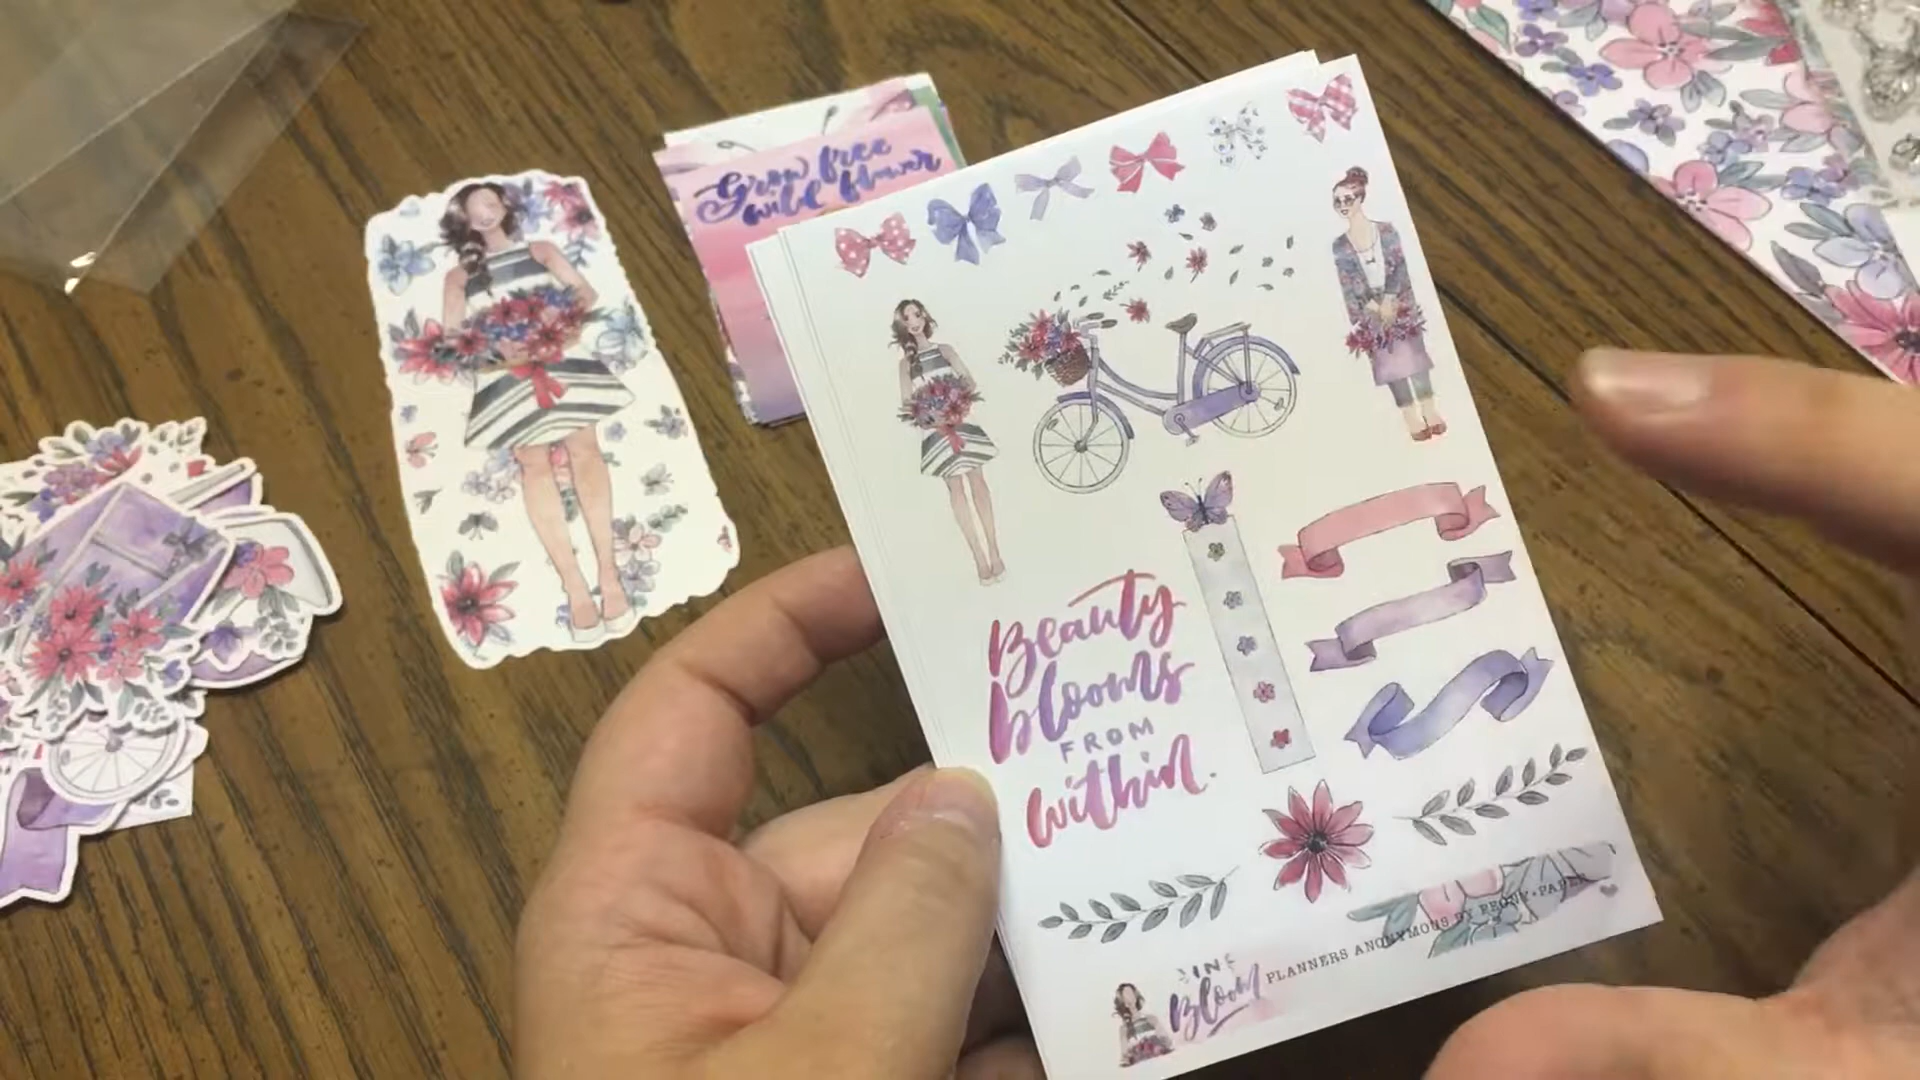 Grow free
wild flower
Beauty
blooms
FROM
within.
IN
Bloom
PLANNERS ANONYMOUS BY PEONY+PAPER